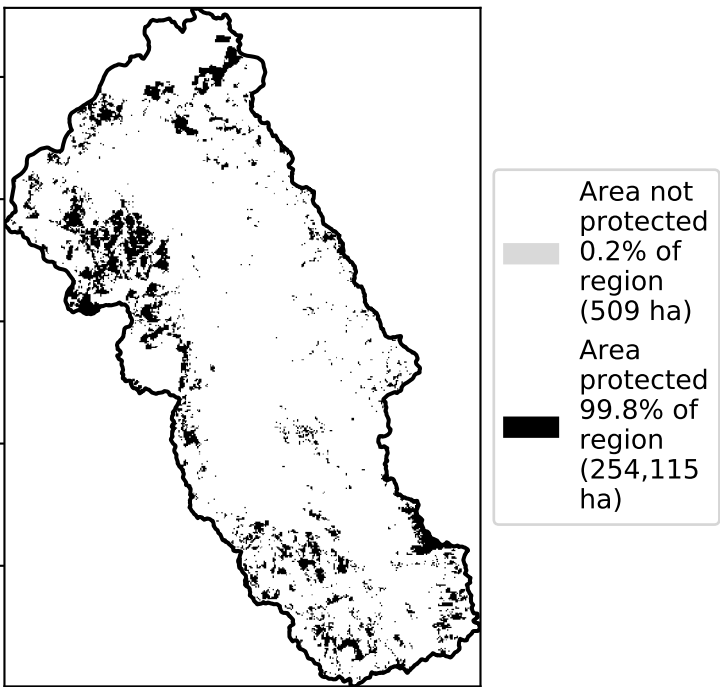 Area not
protected
0.2% of
region
(509 ha)
Area
protected
99.8% of
region
(254,115
ha)